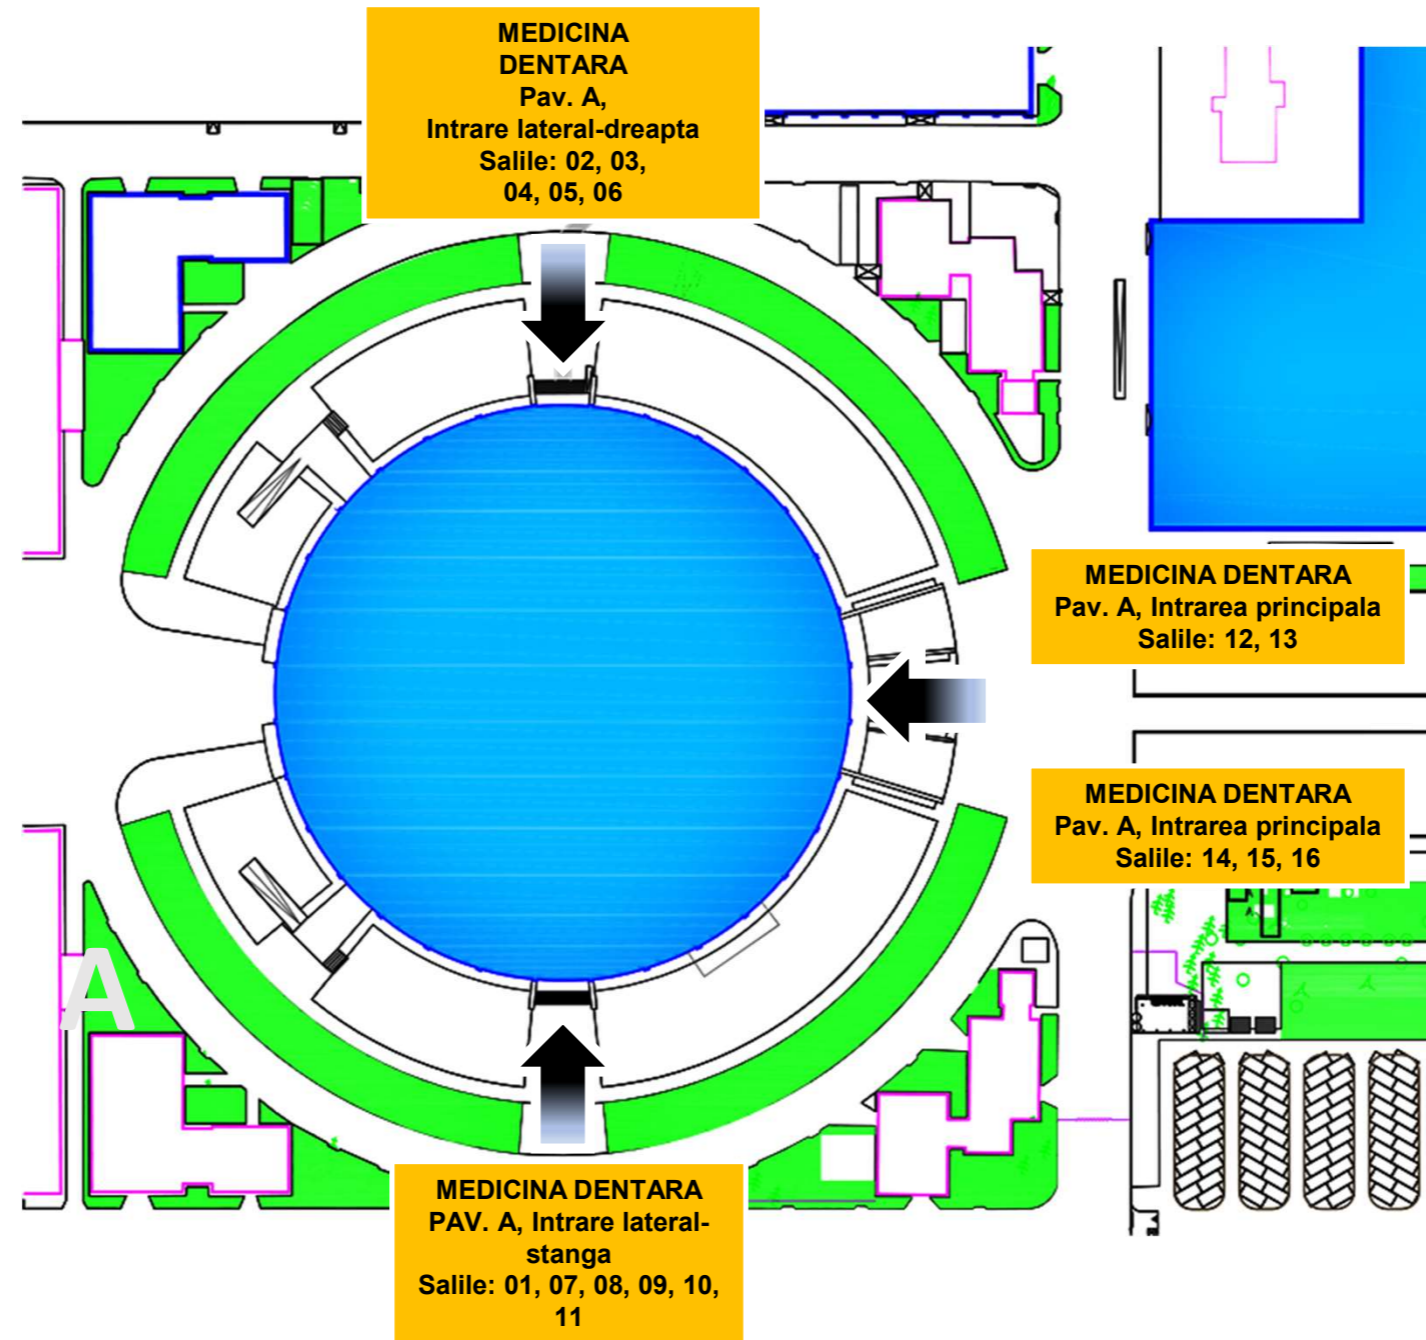 MEDICINA
DENTARA
Pav. A,
Intrare lateral-dreapta
Salile: 02, 03,
04, 05, 06
MEDICINA DENTARA
Pav. A, Intrarea principala
Salile: 12, 13
MEDICINA DENTARA
Pav. A, Intrarea principala
Salile: 14, 15, 16
A
MEDICINA DENTARA
PAV. A, Intrare lateral-
stanga
Salile: 01, 07, 08, 09, 10,
11